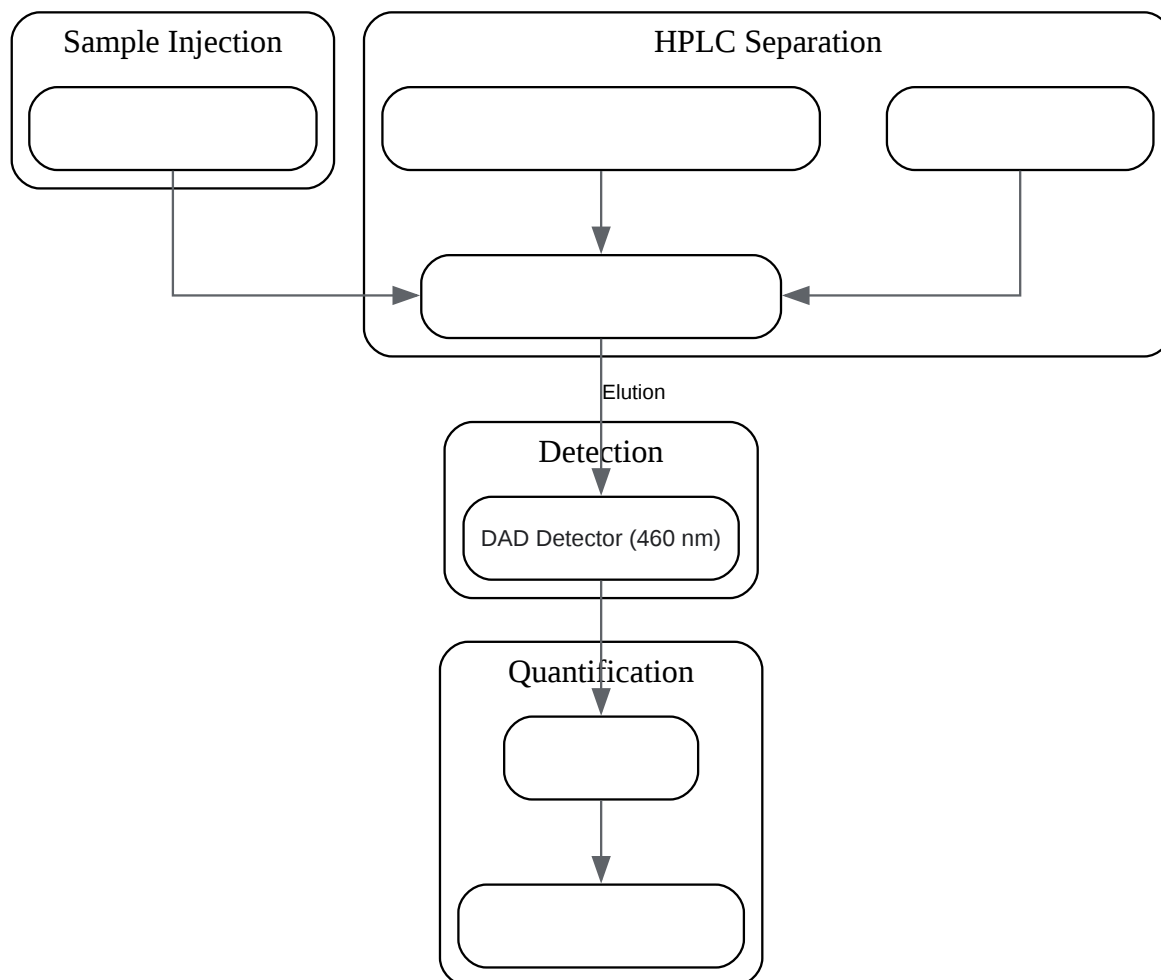 Sample Injection
HPLC Separation
Elution
Detection
DAD Detector (460 nm)
Quantification